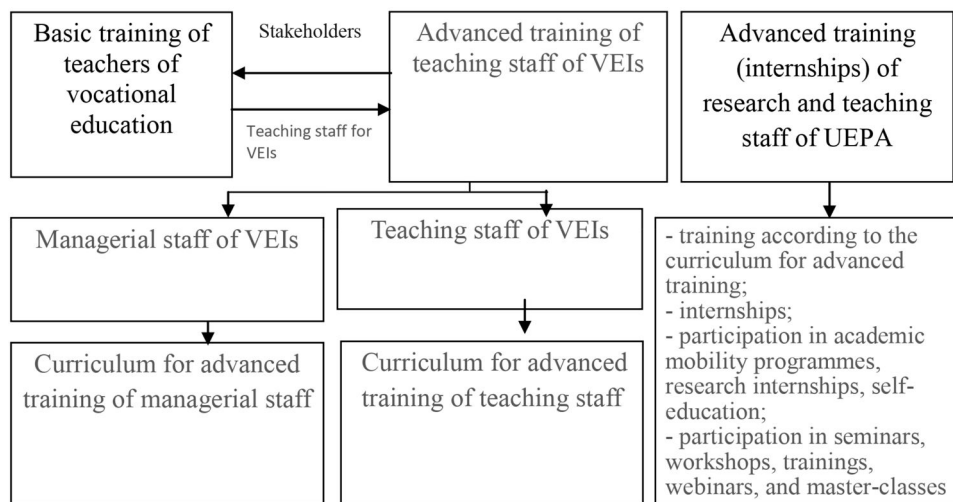 Basic training of
teachers of
vocational
education
Stakeholders
Teaching staff for
VEIs
Advanced training of
teaching staff of VEIs
Advanced training
(internships) of
research and teaching
staff of UEPA
Managerial staff of VEIs
Teaching staff of VEIs
- training according to the
curriculum for advanced
training;
- internships;
- participation in academic
mobility programmes,
research internships, self-
education;
- participation in seminars,
workshops, trainings,
webinars, and master-classes
Curriculum for advanced
training of managerial staff
Curriculum for advanced
training of teaching staff